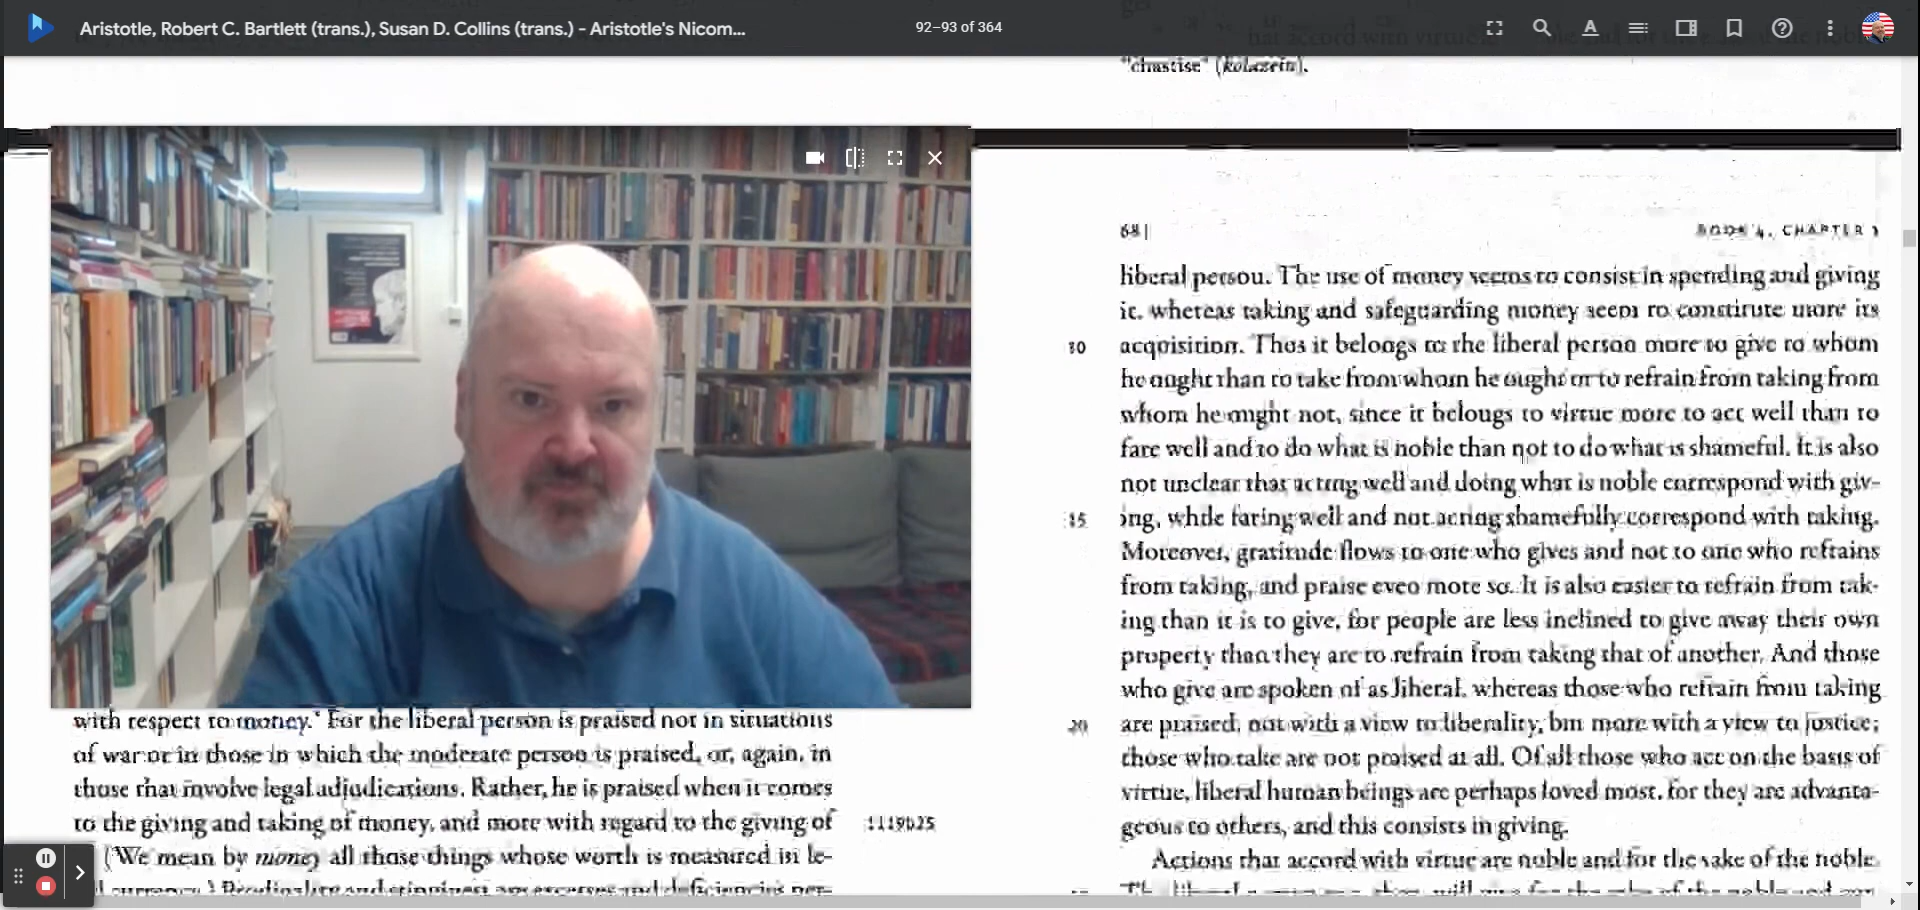 Aristotle, Robert C. Bartlett (trans.), Susan D. Collins (trans.) - Aristotle's Nicom...
92–93 of 364
"chastise" (kolazein).
with respect to money. For the liberal person is praised not in situations
of war or in those in which the moderate person is praised, or, again, in
those that involve legal adjudications. Rather, he is praised when it comes
to the giving and taking of money, and more with regard to the giving of
1119b25
(We mean by money all those things whose worth is measured in le-
Prodigality and stinginess are excesses and deficiencies per-
68|
BOOK 4, CHAPTER 1
liberal person. The use of money seems to consist in spending and giving
it, whereas taking and safeguarding money seem to constitute more its
10
acquisition. Thus it belongs to the liberal person more to give to whom
he ought than to take from whom he ought or to refrain from taking from
whom he ought not, since it belongs to virtue more to act well than to
fare well and to do what is noble than not to do what is shameful. It is also
not unclear that acting well and doing what is noble correspond with giv-
15
ing, while faring well and not acting shamefully correspond with taking.
Moreover, gratitude flows to one who gives and not to one who refrains
from taking, and praise even more so. It is also easier to refrain from tak-
ing than it is to give, for people are less inclined to give away their own
property than they are to refrain from taking that of another. And those
who give are spoken of as liberal, whereas those who refrain from taking
20
are praised, not with a view to liberality, but more with a view to justice;
those who take are not praised at all. Of all those who act on the basis of
virtue, liberal human beings are perhaps loved most, for they are advanta-
geous to others, and this consists in giving.
Actions that accord with virtue are noble and for the sake of the noble.